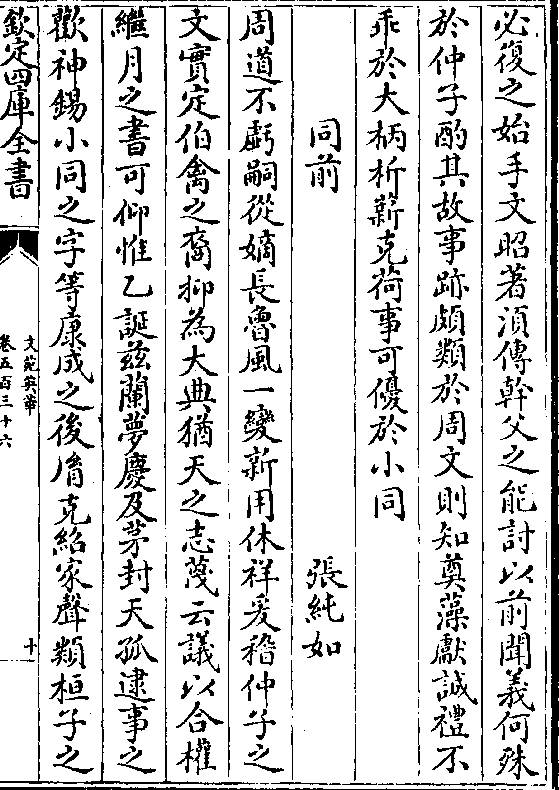 必復之始手文昭著湏傳幹父之能討以前聞義何殊
於仲子酌其故事跡頗類於周文則知奠藻獻誠禮不
乖於大柄析薪克荷事可優於小同
同前 張純如
周道不虧嗣從嫡長魯風一變新用休祥爰稽仲子之
文實定伯禽之裔抑為大典猶天之志蔑云議以合權
繼月之書可仰惟乙誕兹蘭夢慶及茅封天孤逮事之
歡神錫小同之字等康成之後㣧克紹家聲類桓子之
欽定四庫全書
文苑英華
卷五百三十六
十